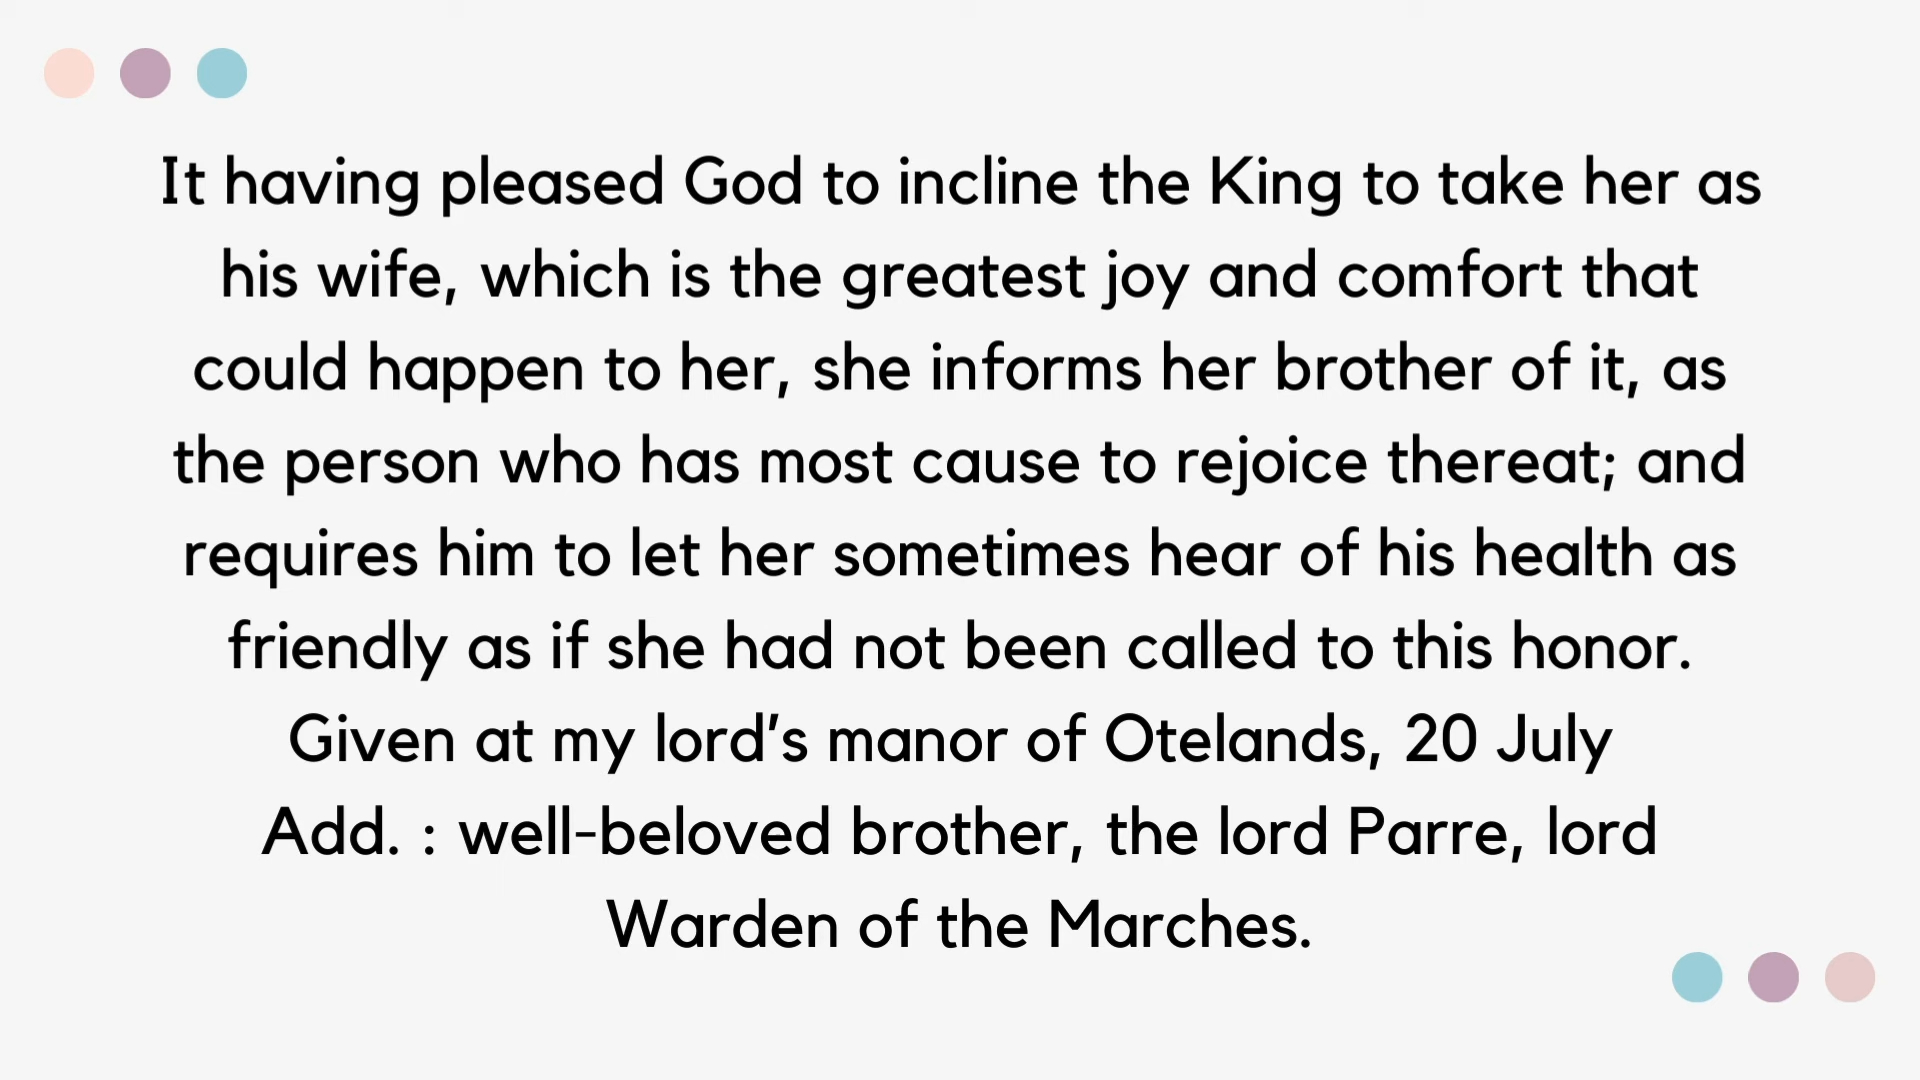 It having pleased God to incline the King to take her as
his wife, which is the greatest joy and comfort that
could happen to her, she informs her brother of it, as
the person who has most cause to rejoice thereat; and
requires him to let her sometimes hear of his health as
friendly as if she had not been called to this honor.
Given at my lord’s manor of Otelands, 20 July
Add. : well-beloved brother, the lord Parre, lord
Warden of the Marches.